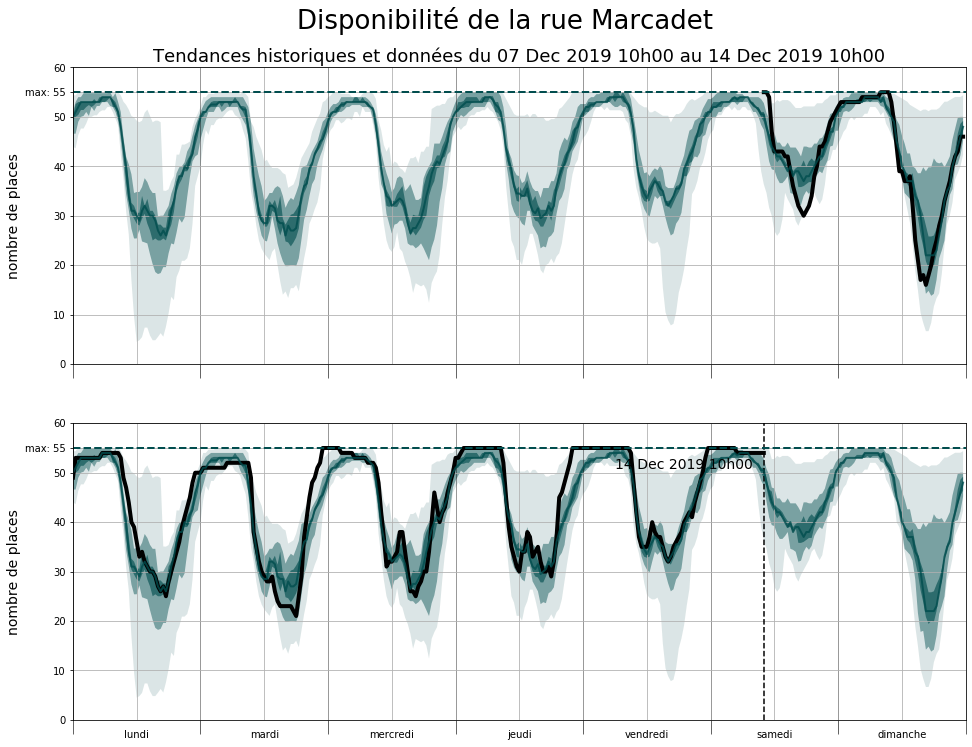 Disponibilité de la rue Marcadet
Tendances historiques et données du 07 Dec 2019 10h00 au 14 Dec 2019 10h00
60
max: 55
50
40
30
20
10
0
nombre de places
60
max: 55
50
40
30
20
10
0
nombre de places
14 Dec 2019 10h00
lundi
mardi
mercredi
jeudi
vendredi
samedi
dimanche